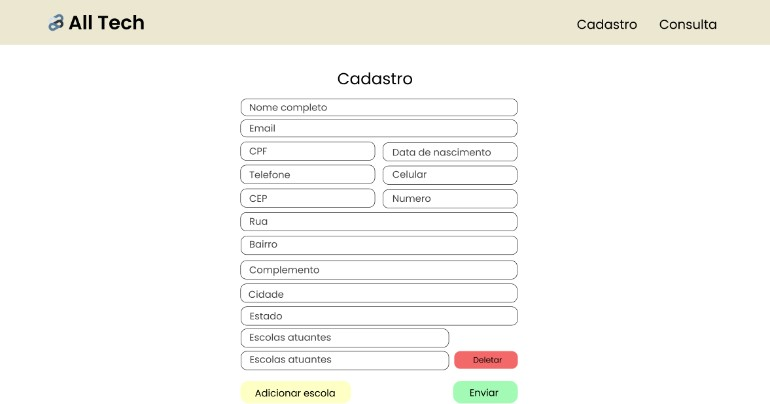 All Tech Cadastro Consulta
Cadastro
Nome completo
Email
CPF Data de nascimento
Telefone Celular
CEP Numero
Rua
Bairro
Complemento
Cidade
Estado
Escolas atuantes
Escolas atuantes Deletar
Adicionar escola Enviar